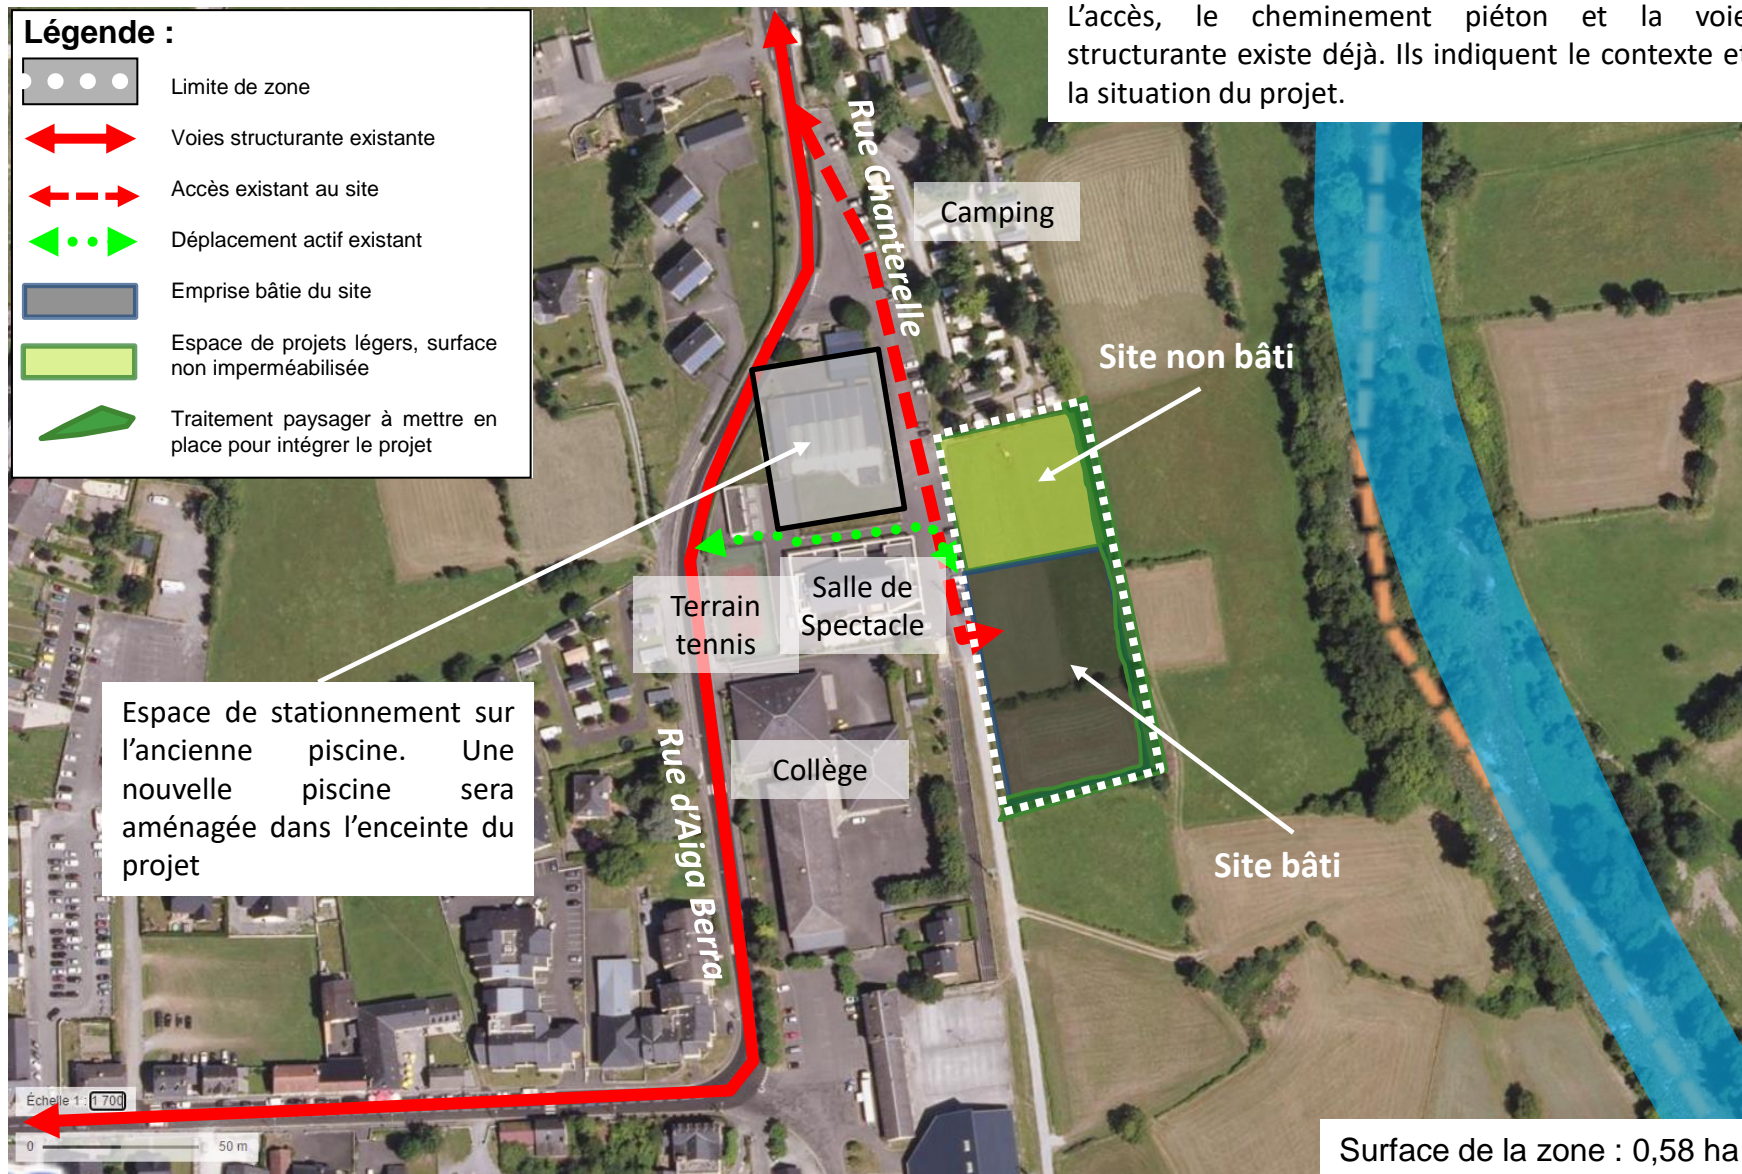 Légende :
Limite de zone
Voies structurante existante
Accès existant au site
Déplacement actif existant
Emprise bâtie du site
Espace de projets légers, surface
non imperméabilisée
Traitement paysager à mettre en
place pour intégrer le projet
L'accès, le cheminement piéton et la voie
structurante existe déjà. Ils indiquent le contexte et
la situation du projet.
Rue Chanterelle
Camping
Site non bâti
Salle de
Spectacle
Terrain
tennis
Espace de stationnement sur
l'ancienne piscine. Une
nouvelle piscine sera
aménagée dans l'enceinte du
projet
Collège
Rue d'Aiga Berra
Site bâti
Échelle 1 : 1 700
0 50 m
Surface de la zone : 0,58 ha